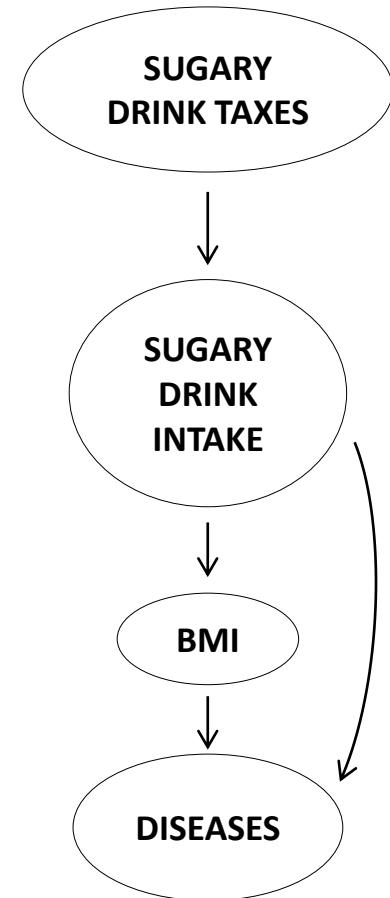 SUGARY
DRINK TAXES
SUGARY
DRINK
INTAKE
BMI
DISEASES